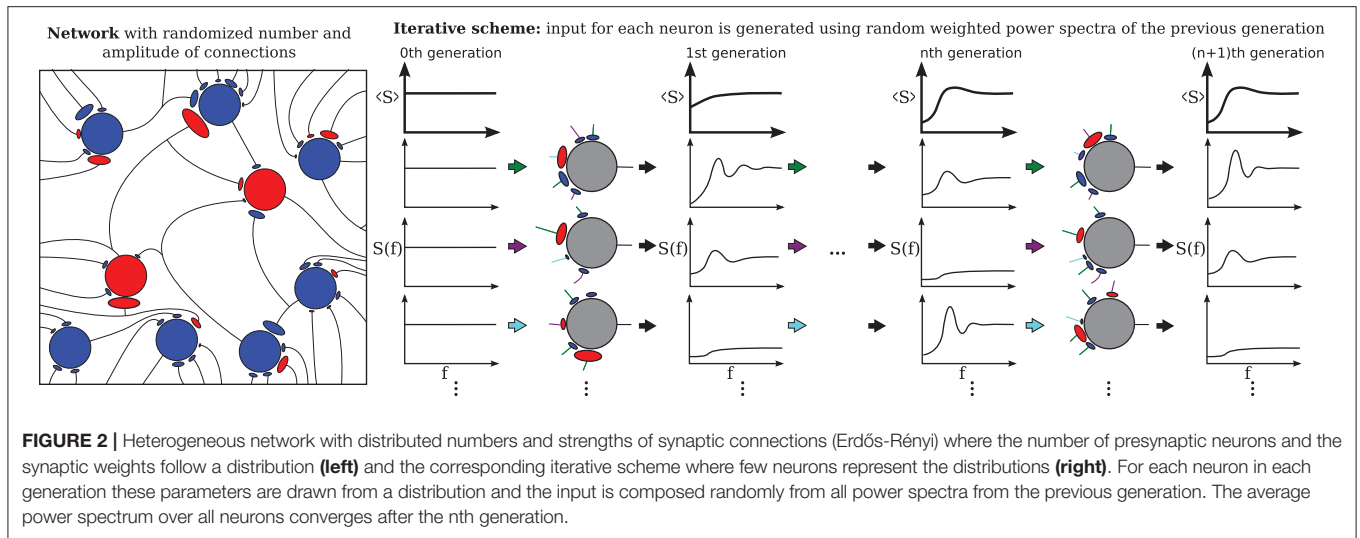 Network with randomized number and
amplitude of connections
Iterative scheme: input for each neuron is generated using random weighted power spectra of the previous generation
0th generation
1st generation
nth generation
(n+1)th generation
⟨S⟩
⟨S⟩
⟨S⟩
⟨S⟩
S(f)
S(f)
...
S(f)
S(f)
f
f
f
f
FIGURE 2 | Heterogeneous network with distributed numbers and strengths of synaptic connections (Erdős-Rényi) where the number of presynaptic neurons and the
synaptic weights follow a distribution (left) and the corresponding iterative scheme where few neurons represent the distributions (right). For each neuron in each
generation these parameters are drawn from a distribution and the input is composed randomly from all power spectra from the previous generation. The average
power spectrum over all neurons converges after the nth generation.